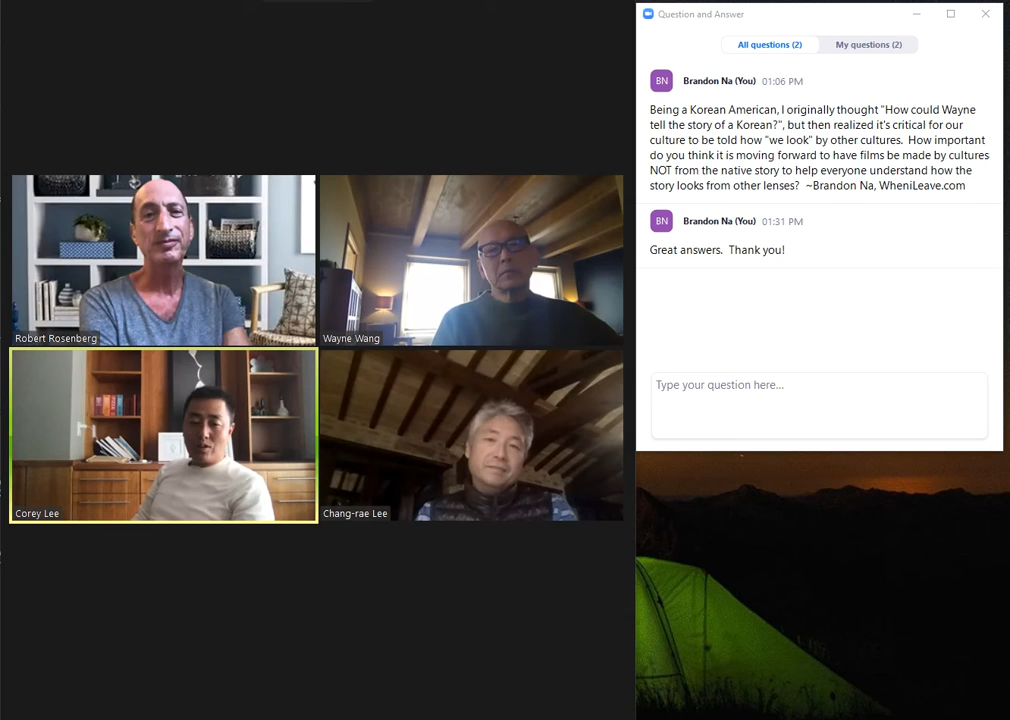 Question and Answer
All questions (2)
My questions (2)
BN
Brandon Na (You) 01:06 PM
Being a Korean American, I originally thought "How could Wayne
tell the story of a Korean?", but then realized it's critical for our
culture to be told how "we look" by other cultures.  How important
do you think it is moving forward to have films be made by cultures
NOT from the native story to help everyone understand how the
story looks from other lenses?  ~Brandon Na, WheniLeave.com
BN
Brandon Na (You) 01:31 PM
Great answers.  Thank you!
Type your question here...
Robert Rosenberg
Wayne Wang
Corey Lee
Chang-rae Lee